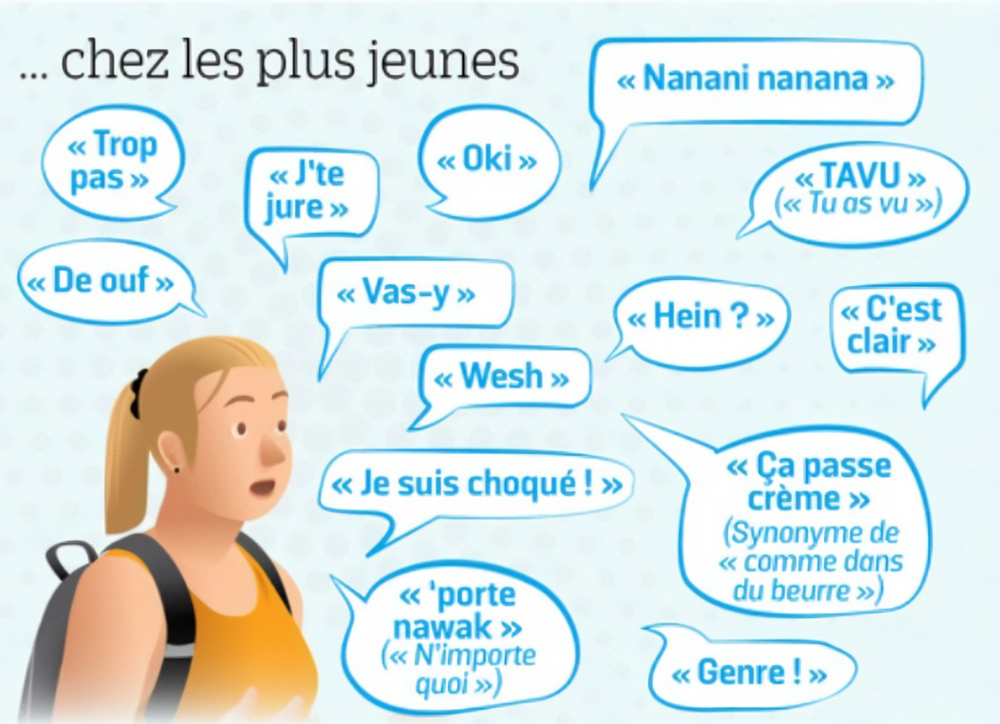 ... chez les plus jeunes
« Nanani nanana »
« Trop
pas »
« J'te
jure »
« Oki »
« TAVU »
(« Tu as vu »)
« De ouf »
« Vas-y »
« Hein ? »
« C'est
clair »
« Wesh »
« Je suis choqué ! »
« Ça passe
crème »
(Synonyme de
« comme dans
du beurre »)
« 'porte
nawak »
(« N'importe
quoi »)
« Genre ! »